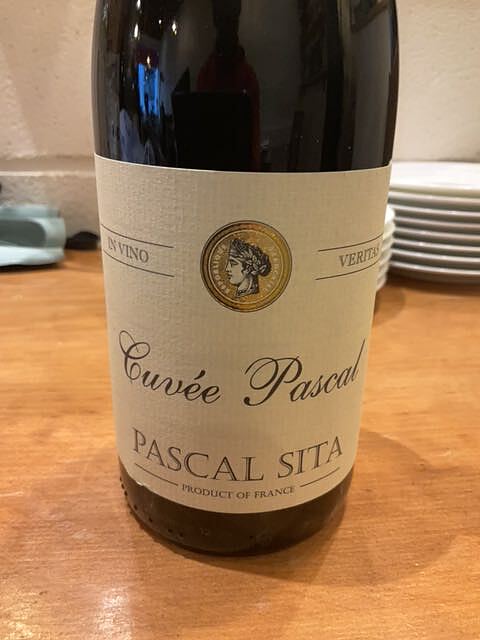 IN VINO
VERITAS
Cuvée Pascal
PASCAL SITA
PRODUCT OF FRANCE